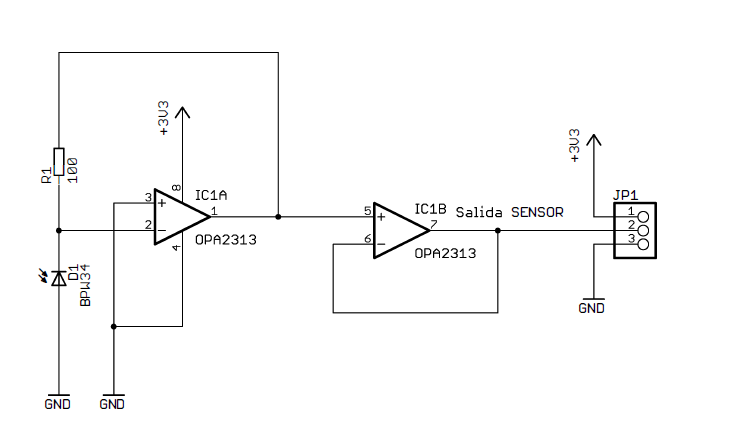 +3V3
R1
100
3
8
IC1A
2
1
4
OPA2313
D1
BPW34
GND
GND
5
IC1B
6
7
Salida SENSOR
OPA2313
+3V3
JP1
1
2
3
GND